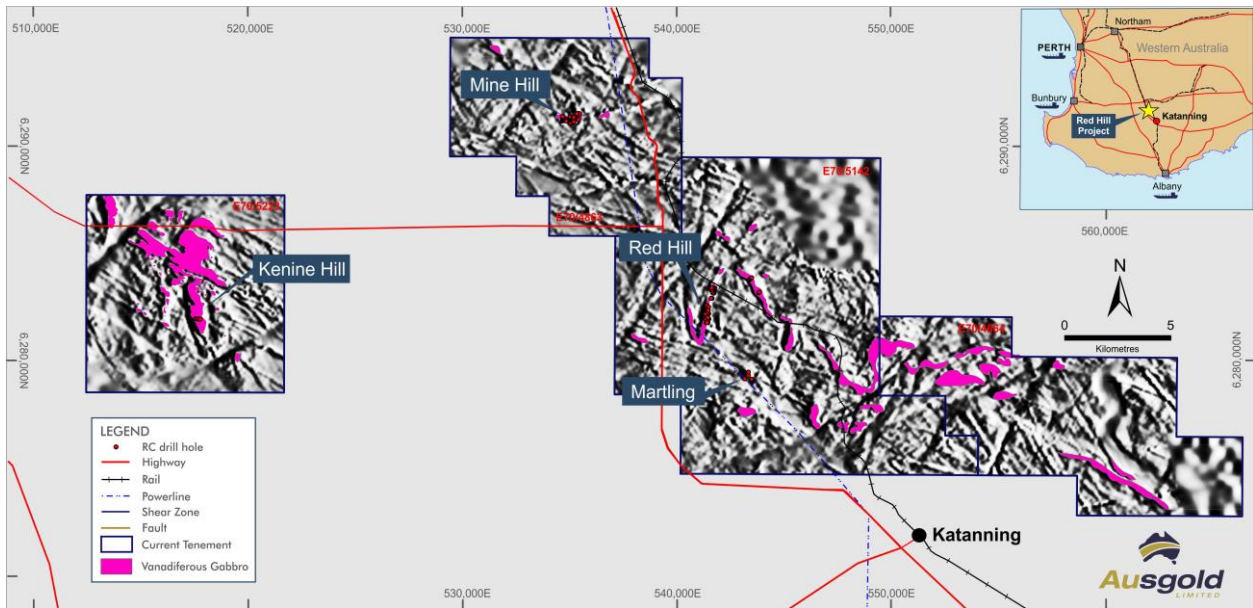 510,000E
520,000E
530,000E
540,000E
550,000E
Northam
PERTH
Western Australia
Bunbury
Red Hill
Project
Katanning
Albany
Mine Hill
6,290,000N
6,290,000N
E70/5142
560,000E
E70/4863
Red Hill
Kenine Hill
N
0
5
Kilometres
6,280,000N
6,280,000N
Martling
LEGEND
RC drill hole
Highway
Rail
Powerline
Shear Zone
Fault
Current Tenement
Vanadiferous Gabbro
Katanning
530,000E
540,000E
550,000E
Ausgold
LIMITED